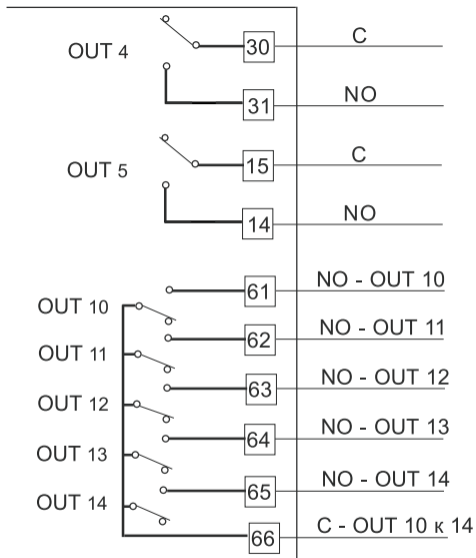 OUT 4
30 C
31 NO
OUT 5
15 C
14 NO
61 NO - OUT 10
OUT 10
62 NO - OUT 11
OUT 11
63 NO - OUT 12
OUT 12
64 NO - OUT 13
OUT 13
65 NO - OUT 14
OUT 14
66 C - OUT 10 к 14